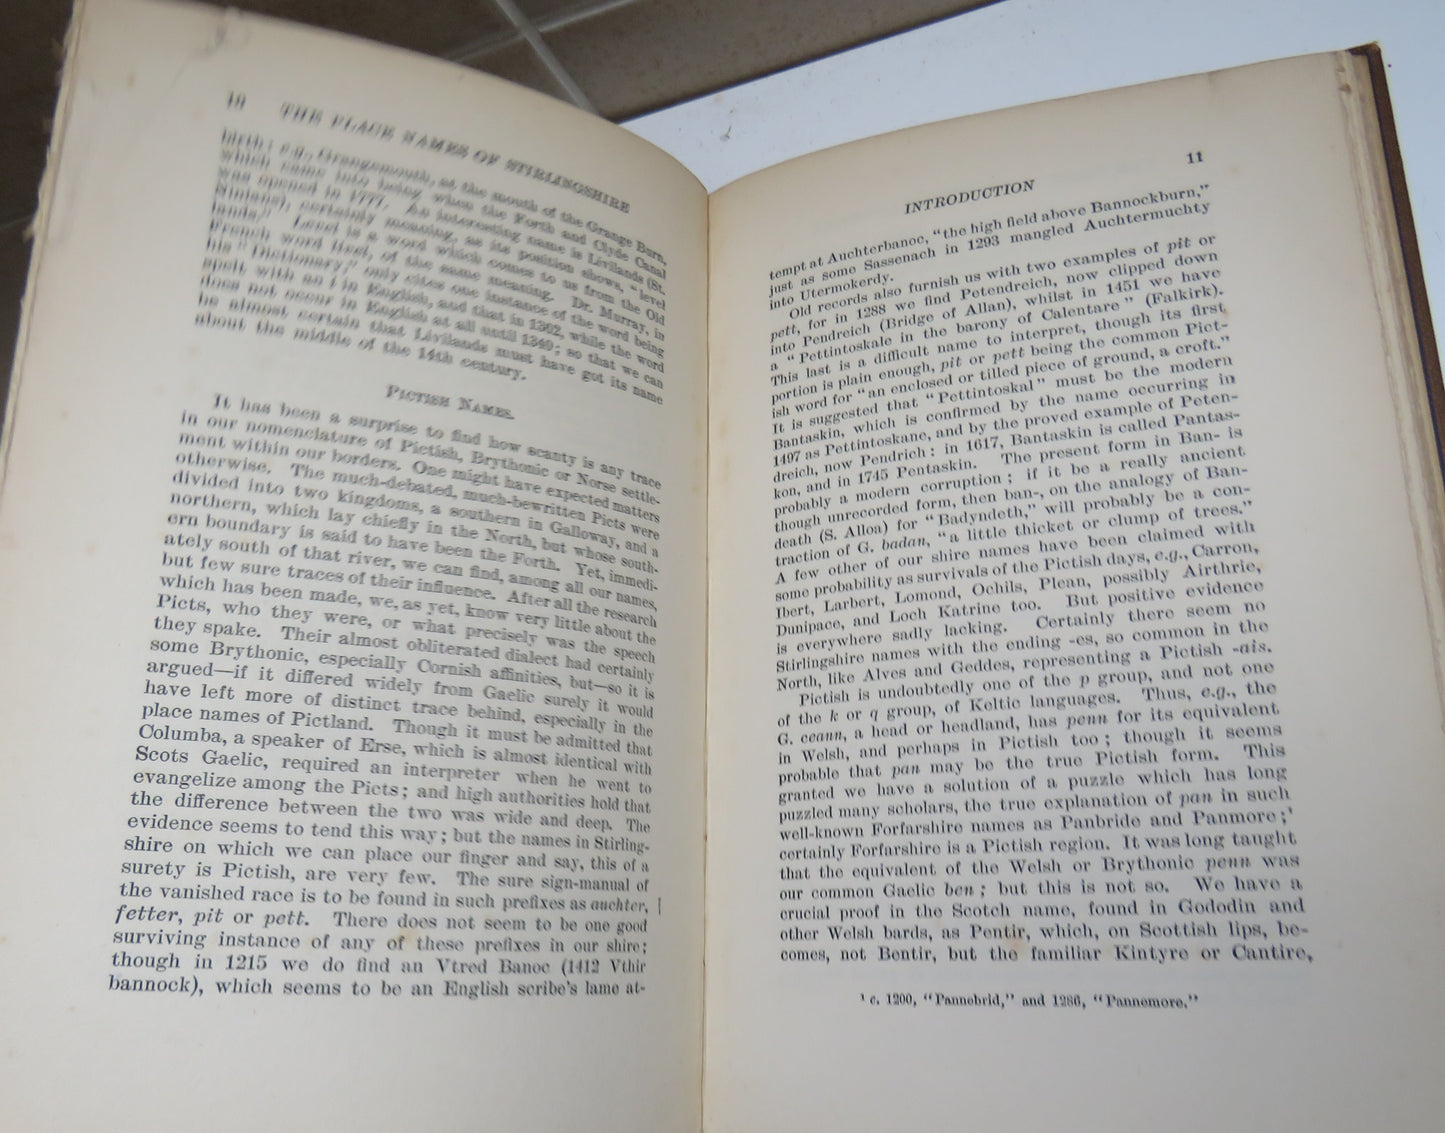 10 THE PLACE NAMES OF STIRLINGSHIRE
birth; e.g., Grangemouth, at the mouth of the Grange Burn,
which came into being when the Forth and Clyde Canal
was opened in 1777. An interesting name is Livilands (St.
Ninians), certainly meaning, as its position shows, "level
lands." Level is a word which comes to us from the Old
French word livel, of the same meaning. Dr. Murray, in
his "Dictionary," only cites one instance of the word being
spelt with an i in English, and that in 1362, while the word
does not occur in English at all until 1340; so that we can
be almost certain that Livilands must have got its name
about the middle of the 14th century.
PICTISH NAMES.
It has been a surprise to find how scanty is any trace
in our nomenclature of Pictish, Brythonic or Norse settle-
ment within our borders. One might have expected matters
otherwise. The much-debated, much-bewritten Picts were
divided into two kingdoms, a southern in Galloway, and a
northern, which lay chiefly in the North, but whose south-
ern boundary is said to have been the Forth. Yet, immedi-
ately south of that river, we can find, among all our names,
but few sure traces of their influence. After all the research
which has been made, we, as yet, know very little about the
Picts, who they were, or what precisely was the speech
they spake. Their almost obliterated dialect had certainly
some Brythonic, especially Cornish affinities, but—so it is
argued—if it differed widely from Gaelic surely it would
have left more of distinct trace behind, especially in the
place names of Pictland. Though it must be admitted that
Columba, a speaker of Erse, which is almost identical with
Scots Gaelic, required an interpreter when he went to
evangelize among the Picts; and high authorities hold that
the difference between the two was wide and deep. The
evidence seems to tend this way; but the names in Stirling-
shire on which we can place our finger and say, this of a
surety is Pictish, are very few. The sure sign-manual of
the vanished race is to be found in such prefixes as auchter,
fetter, pit or pett. There does not seem to be one good
surviving instance of any of these prefixes in our shire;
though in 1215 we do find an Vtred Banoc (1412 Vthir
bannock), which seems to be an English scribe's lame at-
INTRODUCTION 11
tempt at Auchterbanoc, "the high field above Bannockburn,"
just as some Sassenach in 1293 mangled Auchtermuchty
into Utermokerdy.
Old records also furnish us with two examples of pit or
pett, for in 1288 we find Petendreich, now clipped down
into Pendreich (Bridge of Allan), whilst in 1451 we have
a "Pettintoskale in the barony of Calentare" (Falkirk).
This last is a difficult name to interpret, though its first
portion is plain enough, pit or pett being the common Pict-
ish word for "an enclosed or tilled piece of ground, a croft."
It is suggested that "Pettintoskal" must be the modern
Bantaskin, which is confirmed by the name occurring in
1497 as Pettintoskane, and by the proved example of Peten-
dreich, now Pendrich: in 1617, Bantaskin is called Pantas-
kon, and in 1745 Pentaskin. The present form in Ban- is
probably a modern corruption; if it be a really ancient
though unrecorded form, then ban-, on the analogy of Ban-
death (S. Alloa) for "Badyndeth," will probably be a con-
traction of G. badan, "a little thicket or clump of trees."
A few other of our shire names have been claimed with
some probability as survivals of the Pictish days, e.g., Carron,
Ibert, Larbert, Lomond, Ochils, Plean, possibly Airthrie,
Dunipace, and Loch Katrine too. But positive evidence
is everywhere sadly lacking. Certainly there seem no
Stirlingshire names with the ending -es, so common in the
North, like Alves and Geddes, representing a Pictish -ais.
Pictish is undoubtedly one of the p group, and not one
of the k or q group, of Keltic languages. Thus, e.g., the
G. ceann, a head or headland, has penn for its equivalent
in Welsh, and perhaps in Pictish too; though it seems
probable that pan may be the true Pictish form. This
granted we have a solution of a puzzle which has long
puzzled many scholars, the true explanation of pan in such
well-known Forfarshire names as Panbride and Panmore;¹
certainly Forfarshire is a Pictish region. It was long taught
that the equivalent of the Welsh or Brythonic penn was
our common Gaelic ben; but this is not so. We have a
crucial proof in the Scotch name, found in Gododin and
other Welsh bards, as Pentir, which, on Scottish lips, be-
comes, not Bentir, but the familiar Kintyre or Cantire,
¹ c. 1200, "Pannebrid," and 1286, "Pannemore."